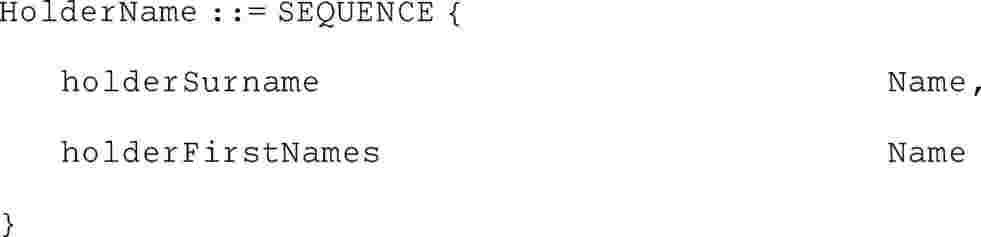 HolderName ::= SEQUENCE {
holderSurname Name,
holderFirstNames Name
}